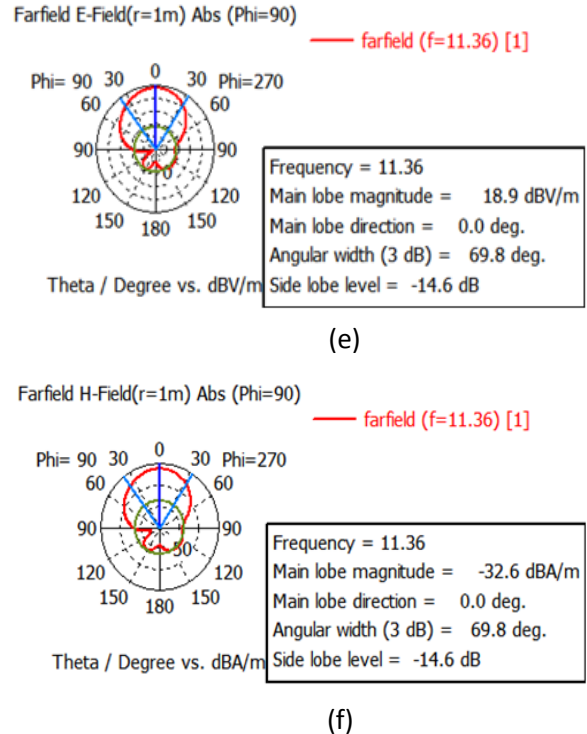 Farfield E-Field(r=1m) Abs (Phi=90)
farfield (f=11.36) [1]
0
Phi= 90 30 30 Phi=270
60 60
90 90
120 120
150 150
180
Theta / Degree vs. dBV/m
Frequency = 11.36
Main lobe magnitude = 18.9 dBV/m
Main lobe direction = 0.0 deg.
Angular width (3 dB) = 69.8 deg.
Side lobe level = -14.6 dB
(e)
Farfield H-Field(r=1m) Abs (Phi=90)
farfield (f=11.36) [1]
0
Phi= 90 30 30 Phi=270
60 60
90 90
120 120
150 150
180
Theta / Degree vs. dBA/m
Frequency = 11.36
Main lobe magnitude = -32.6 dBA/m
Main lobe direction = 0.0 deg.
Angular width (3 dB) = 69.8 deg.
Side lobe level = -14.6 dB
(f)